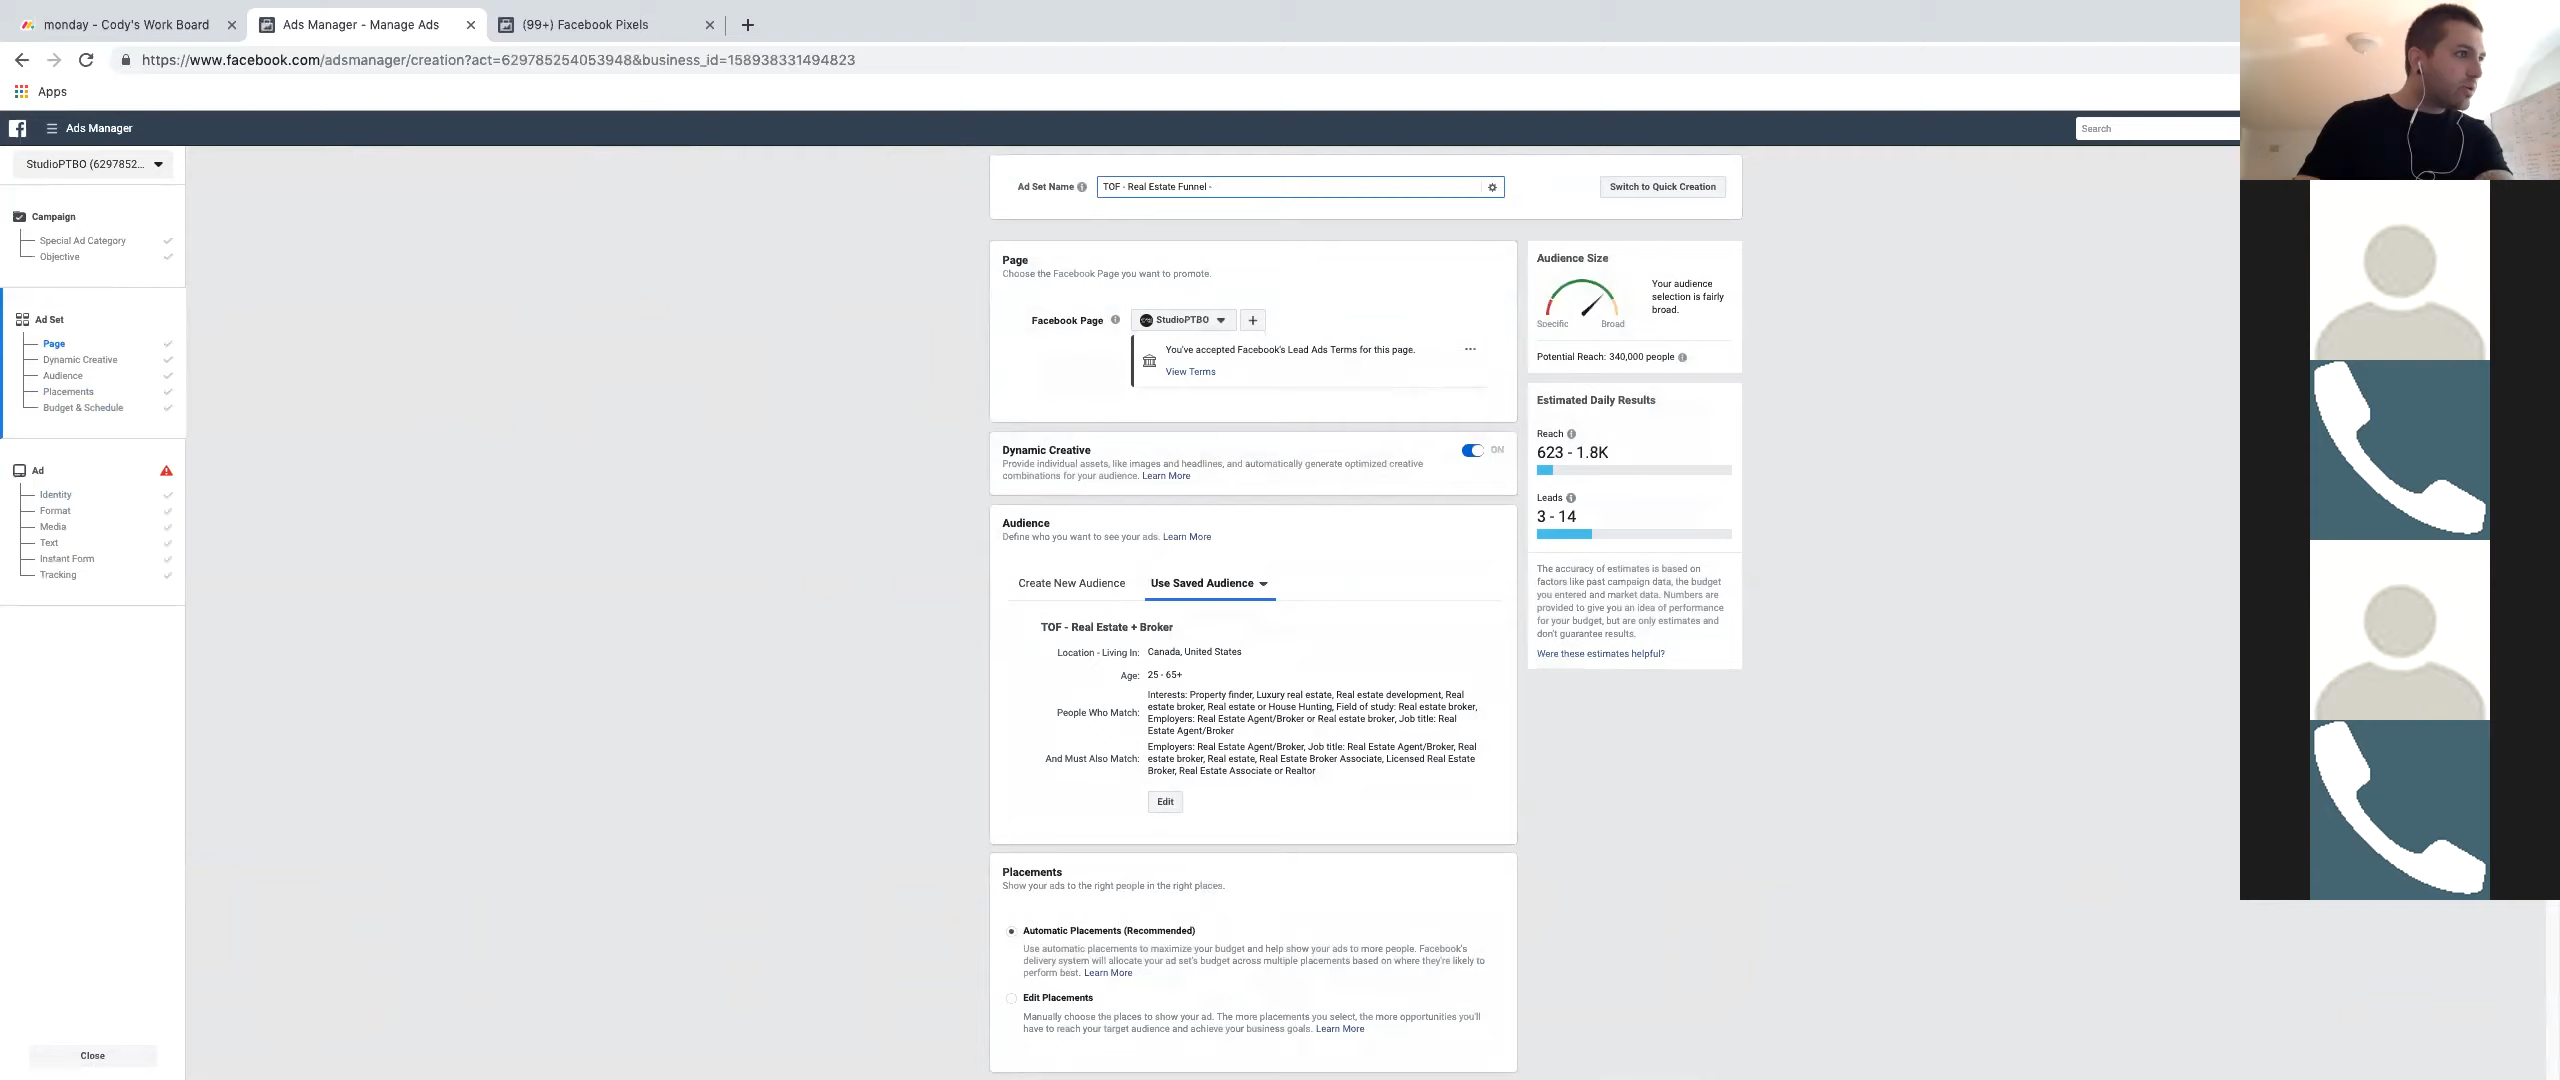 monday - Cody's Work Board
Ads Manager - Manage Ads
(99+) Facebook Pixels
https://www.facebook.com/adsmanager/creation?act=629785254053948&business_id=158938331494823
Apps
Ads Manager
Search
StudioPTBO (6297852...
Campaign
Special Ad Category
Objective
Ad Set
Page
Dynamic Creative
Audience
Placements
Budget & Schedule
Ad
Identity
Format
Media
Text
Instant Form
Tracking
Close
Ad Set Name
TOF - Real Estate Funnel -
Switch to Quick Creation
Page
Choose the Facebook Page you want to promote.
Facebook Page
StudioPTBO
You've accepted Facebook's Lead Ads Terms for this page.
View Terms
Dynamic Creative
ON
Provide individual assets, like images and headlines, and automatically generate optimized creative
combinations for your audience. Learn More
Audience
Define who you want to see your ads. Learn More
Create New Audience
Use Saved Audience
TOF - Real Estate + Broker
Location - Living In: Canada, United States
Age: 25 - 65+
People Who Match: Interests: Property finder, Luxury real estate, Real estate development, Real
estate broker, Real estate or House Hunting, Field of study: Real estate broker,
Employers: Real Estate Agent/Broker or Real estate broker, Job title: Real
Estate Agent/Broker
And Must Also Match: Employers: Real Estate Agent/Broker, Job title: Real Estate Agent/Broker, Real
estate broker, Real estate, Real Estate Broker Associate, Licensed Real Estate
Broker, Real Estate Associate or Realtor
Edit
Placements
Show your ads to the right people in the right places.
Automatic Placements (Recommended)
Use automatic placements to maximize your budget and help show your ads to more people. Facebook's
delivery system will allocate your ad set's budget across multiple placements based on where they're likely to
perform best. Learn More
Edit Placements
Manually choose the places to show your ad. The more placements you select, the more opportunities you'll
have to reach your target audience and achieve your business goals. Learn More
Audience Size
Your audience
selection is fairly
broad.
Specific
Broad
Potential Reach: 340,000 people
Estimated Daily Results
Reach
623 - 1.8K
Leads
3 - 14
The accuracy of estimates is based on
factors like past campaign data, the budget
you entered and market data. Numbers are
provided to give you an idea of performance
for your budget, but are only estimates and
don't guarantee results.
Were these estimates helpful?